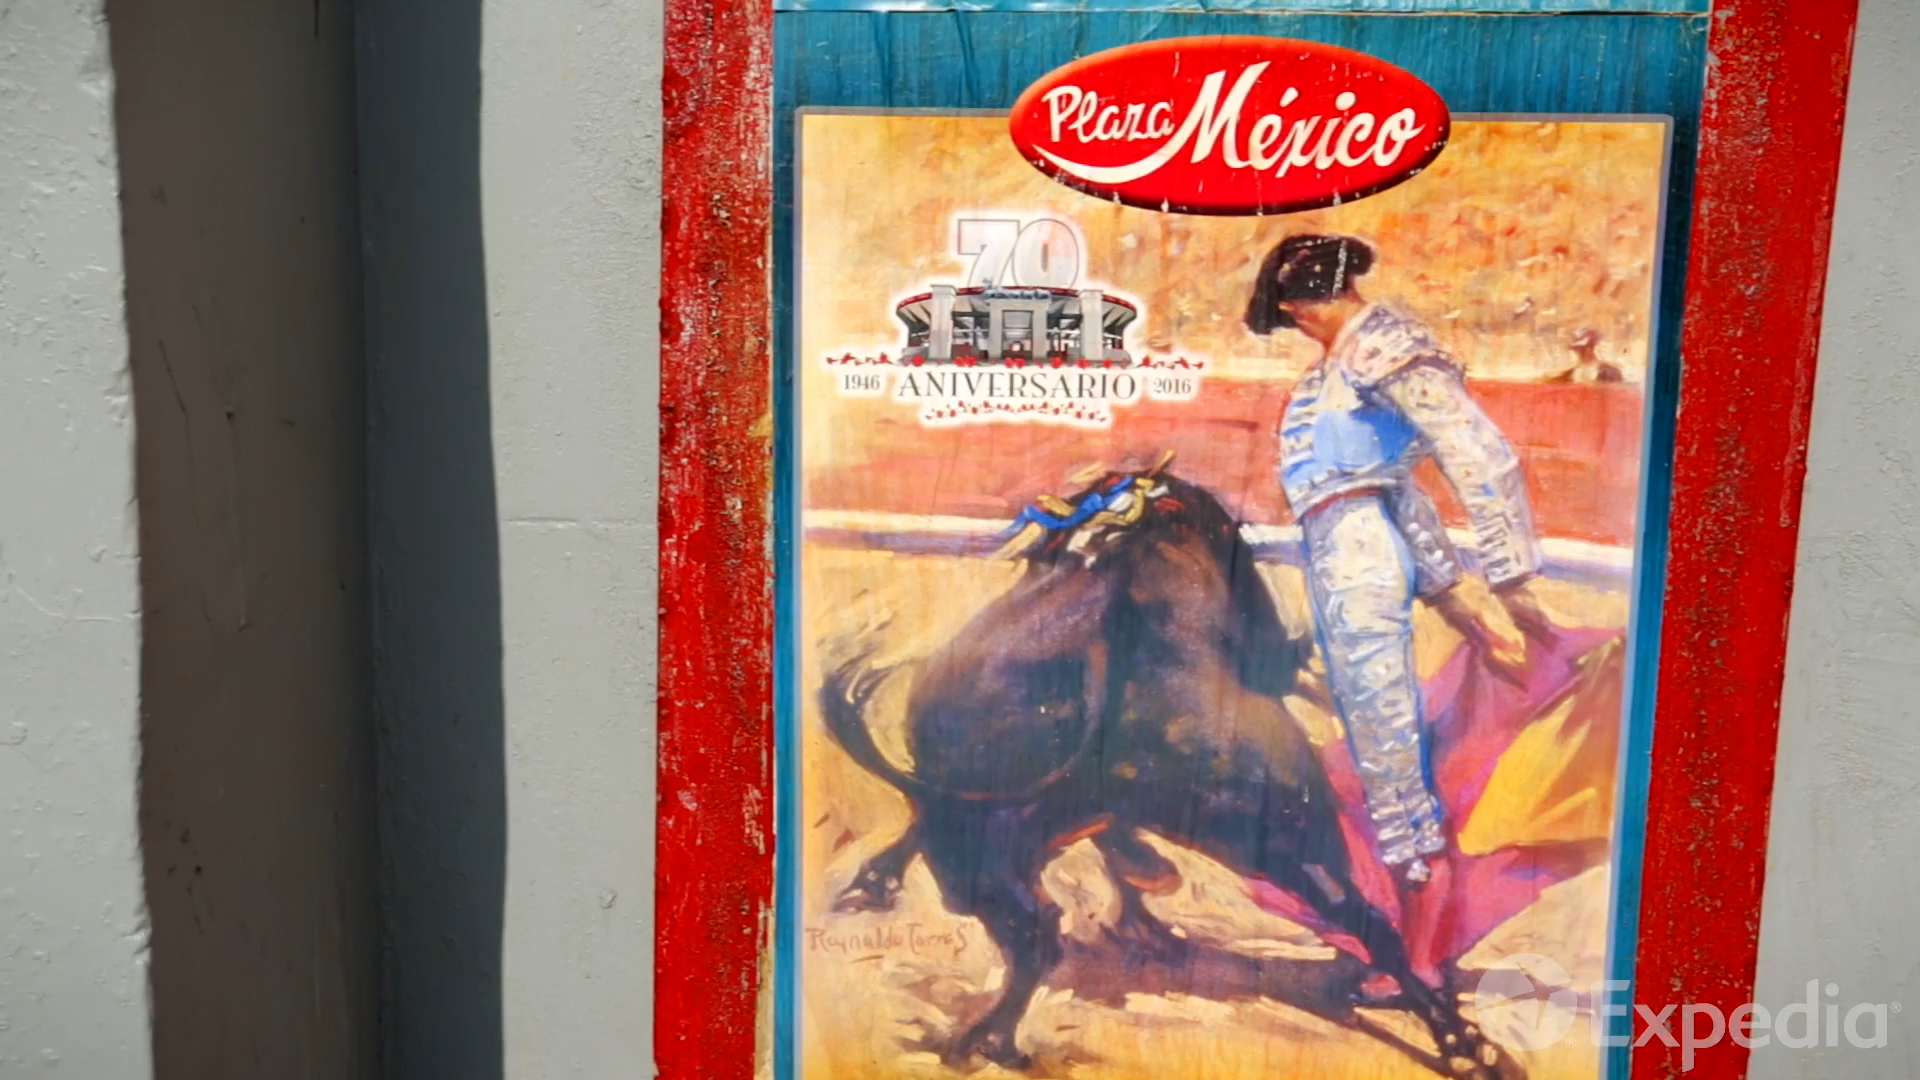 Plaza México
70
1946 ANIVERSARIO 2016
Reynaldo Torres
Expedia®